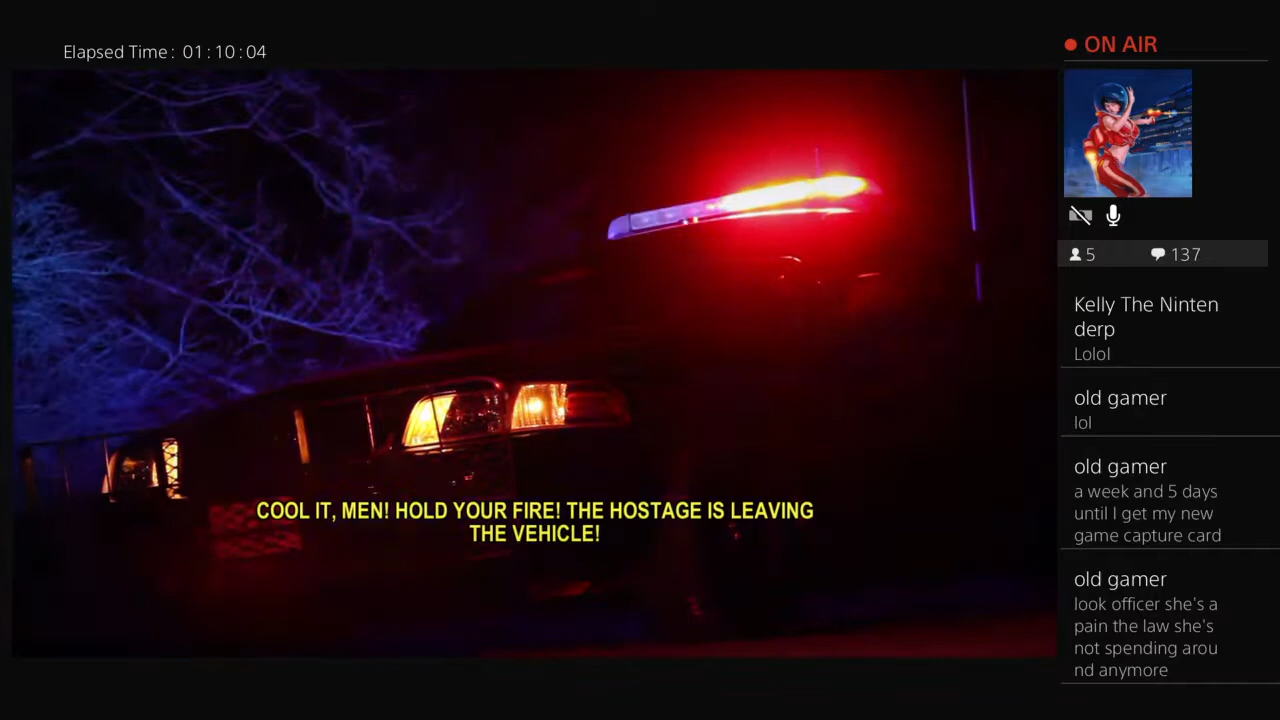 Elapsed Time: 01:10:04
ON AIR
5
137
Kelly The Ninten
derp
Lolol
old gamer
lol
old gamer
a week and 5 days
until I get my new
game capture card
old gamer
look officer she's a
pain the law she's
not spending arou
nd anymore
COOL IT, MEN! HOLD YOUR FIRE! THE HOSTAGE IS LEAVING
THE VEHICLE!